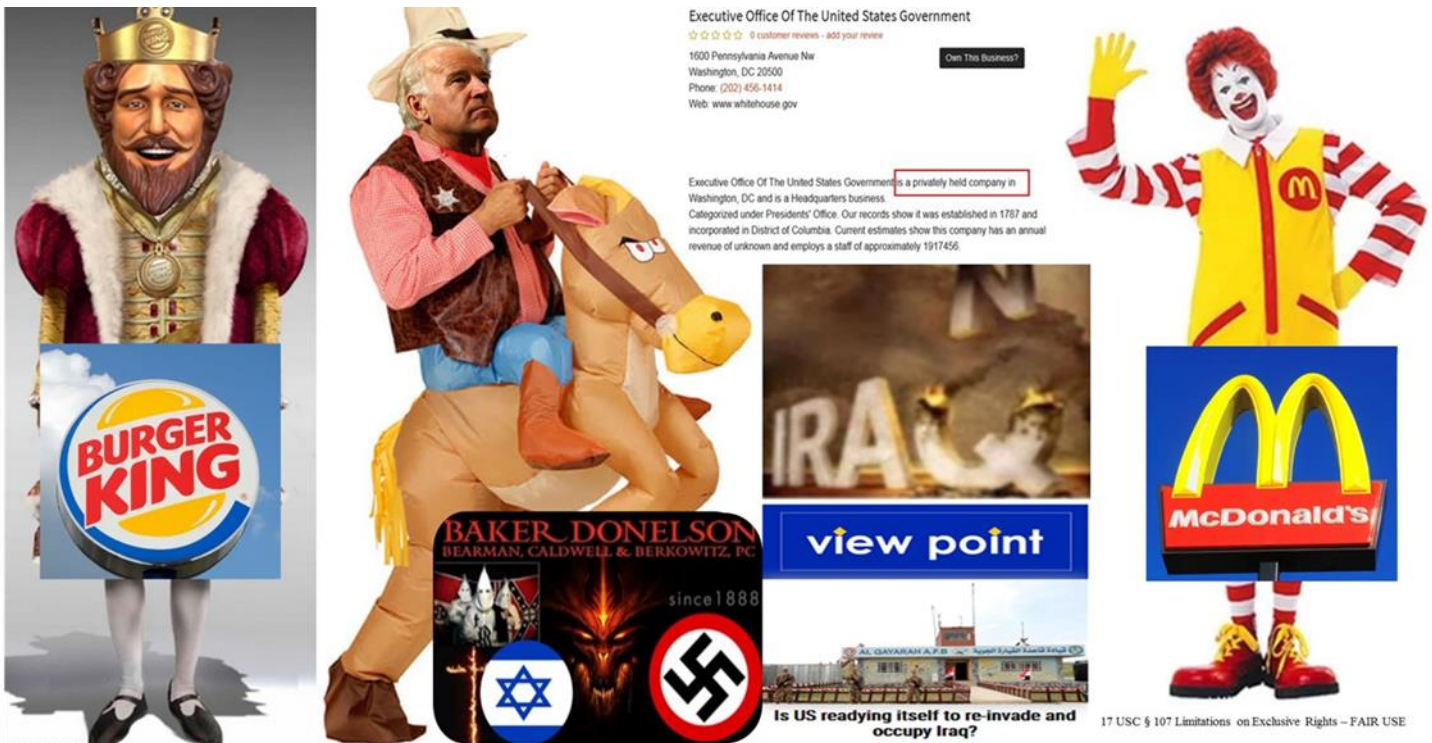 BURGER KING
BURGER
KING
Executive Office Of The United States Government
0 customer reviews - add your review
1600 Pennsylvania Avenue Nw
Washington, DC 20500
Phone: (202) 456-1414
Web: www.whitehouse.gov
Own This Business?
Executive Office Of The United States Government is a privately held company in
Washington, DC and is a Headquarters business.
Categorized under Presidents' Office. Our records show it was established in 1787 and
incorporated in District of Columbia. Current estimates show this company has an annual
revenue of unknown and employs a staff of approximately 1917456.
IRAQ
BAKER DONELSON
BEARMAN, CALDWELL & BERKOWITZ, PC
since1888
view point
AL QAYARAH A.F.B
Is US readying itself to re-invade and
occupy Iraq?
McDonald's
17 USC § 107 Limitations on Exclusive Rights – FAIR USE